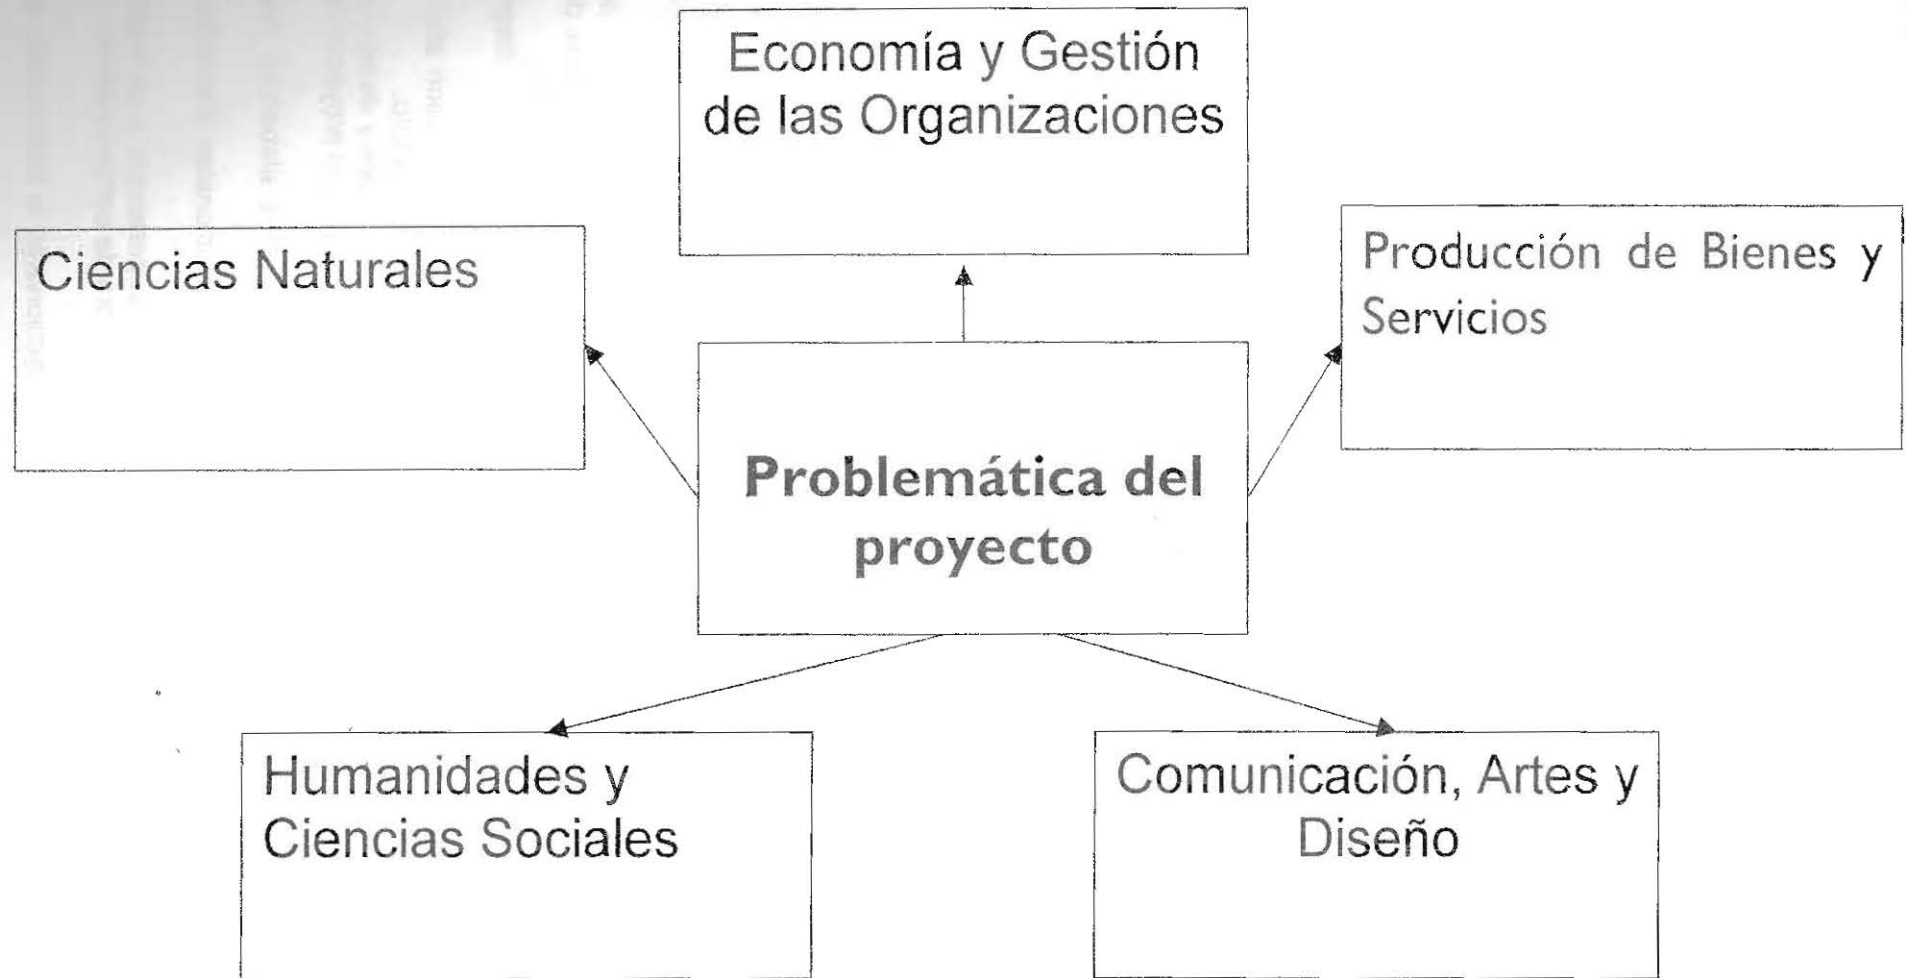 Economía y Gestión
de las Organizaciones
Ciencias Naturales
Producción de Bienes y
Servicios
Problemática del
proyecto
Humanidades y
Ciencias Sociales
Comunicación, Artes y
Diseño